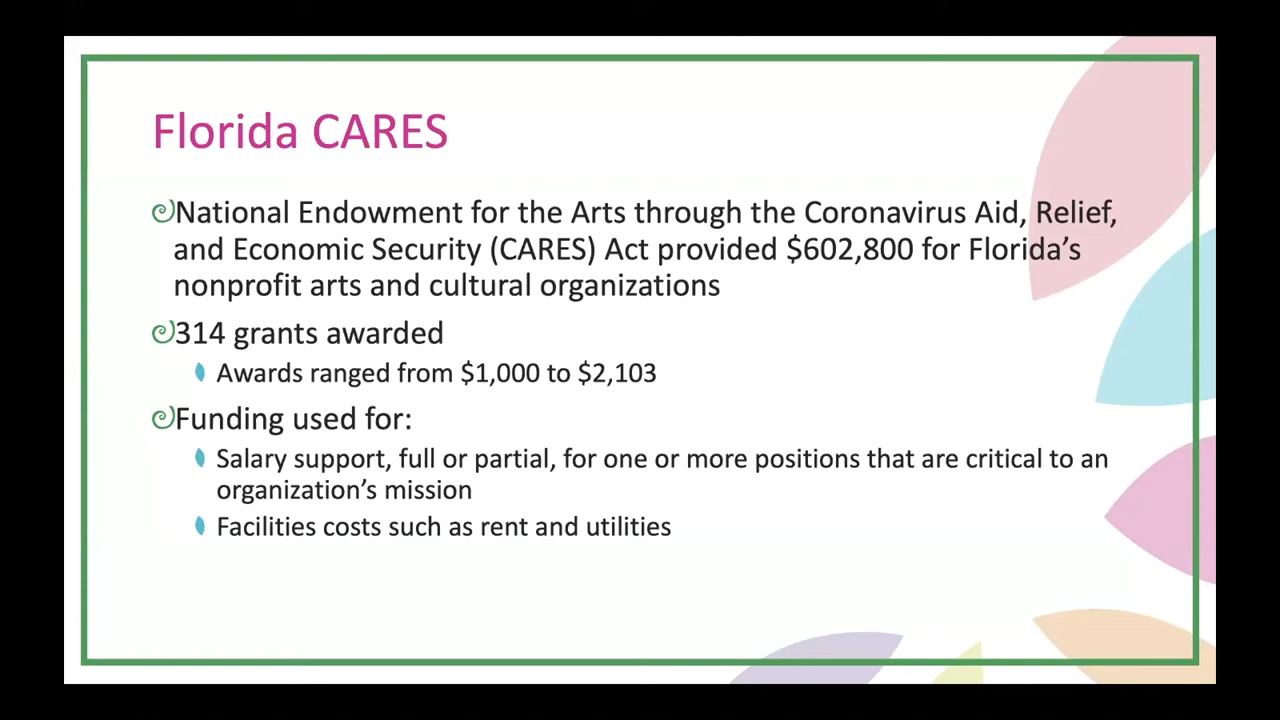 Florida CARES
National Endowment for the Arts through the Coronavirus Aid, Relief,
and Economic Security (CARES) Act provided $602,800 for Florida’s
nonprofit arts and cultural organizations
314 grants awarded
Awards ranged from $1,000 to $2,103
Funding used for:
Salary support, full or partial, for one or more positions that are critical to an
organization’s mission
Facilities costs such as rent and utilities